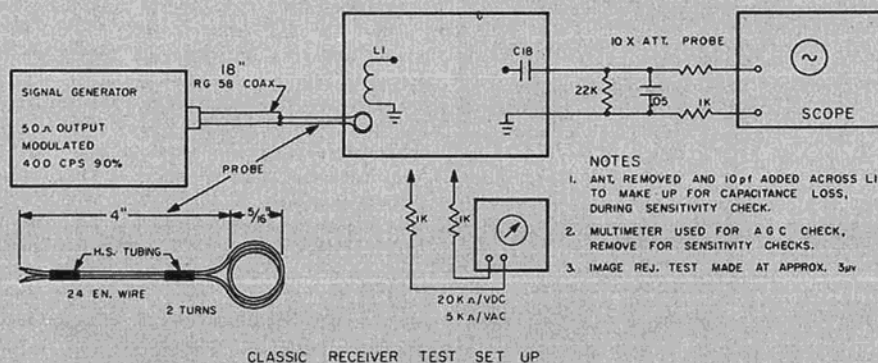 SIGNAL GENERATOR
50Ω OUTPUT
MODULATED
400 CPS 90%
18"
RG 58 COAX
PROBE
L1
C18
10 X ATT. PROBE
22K
.05
1K
SCOPE
4"
5/16"
H.S. TUBING
24 EN. WIRE
2 TURNS
1K
1K
20KΩ/VDC
5KΩ/VAC
NOTES
1. ANT. REMOVED AND 10pf ADDED ACROSS L1
TO MAKE UP FOR CAPACITANCE LOSS,
DURING SENSITIVITY CHECK.
2. MULTIMETER USED FOR AGC CHECK,
REMOVE FOR SENSITIVITY CHECKS.
3. IMAGE REJ. TEST MADE AT APPROX. 3µv
CLASSIC RECEIVER TEST SET UP